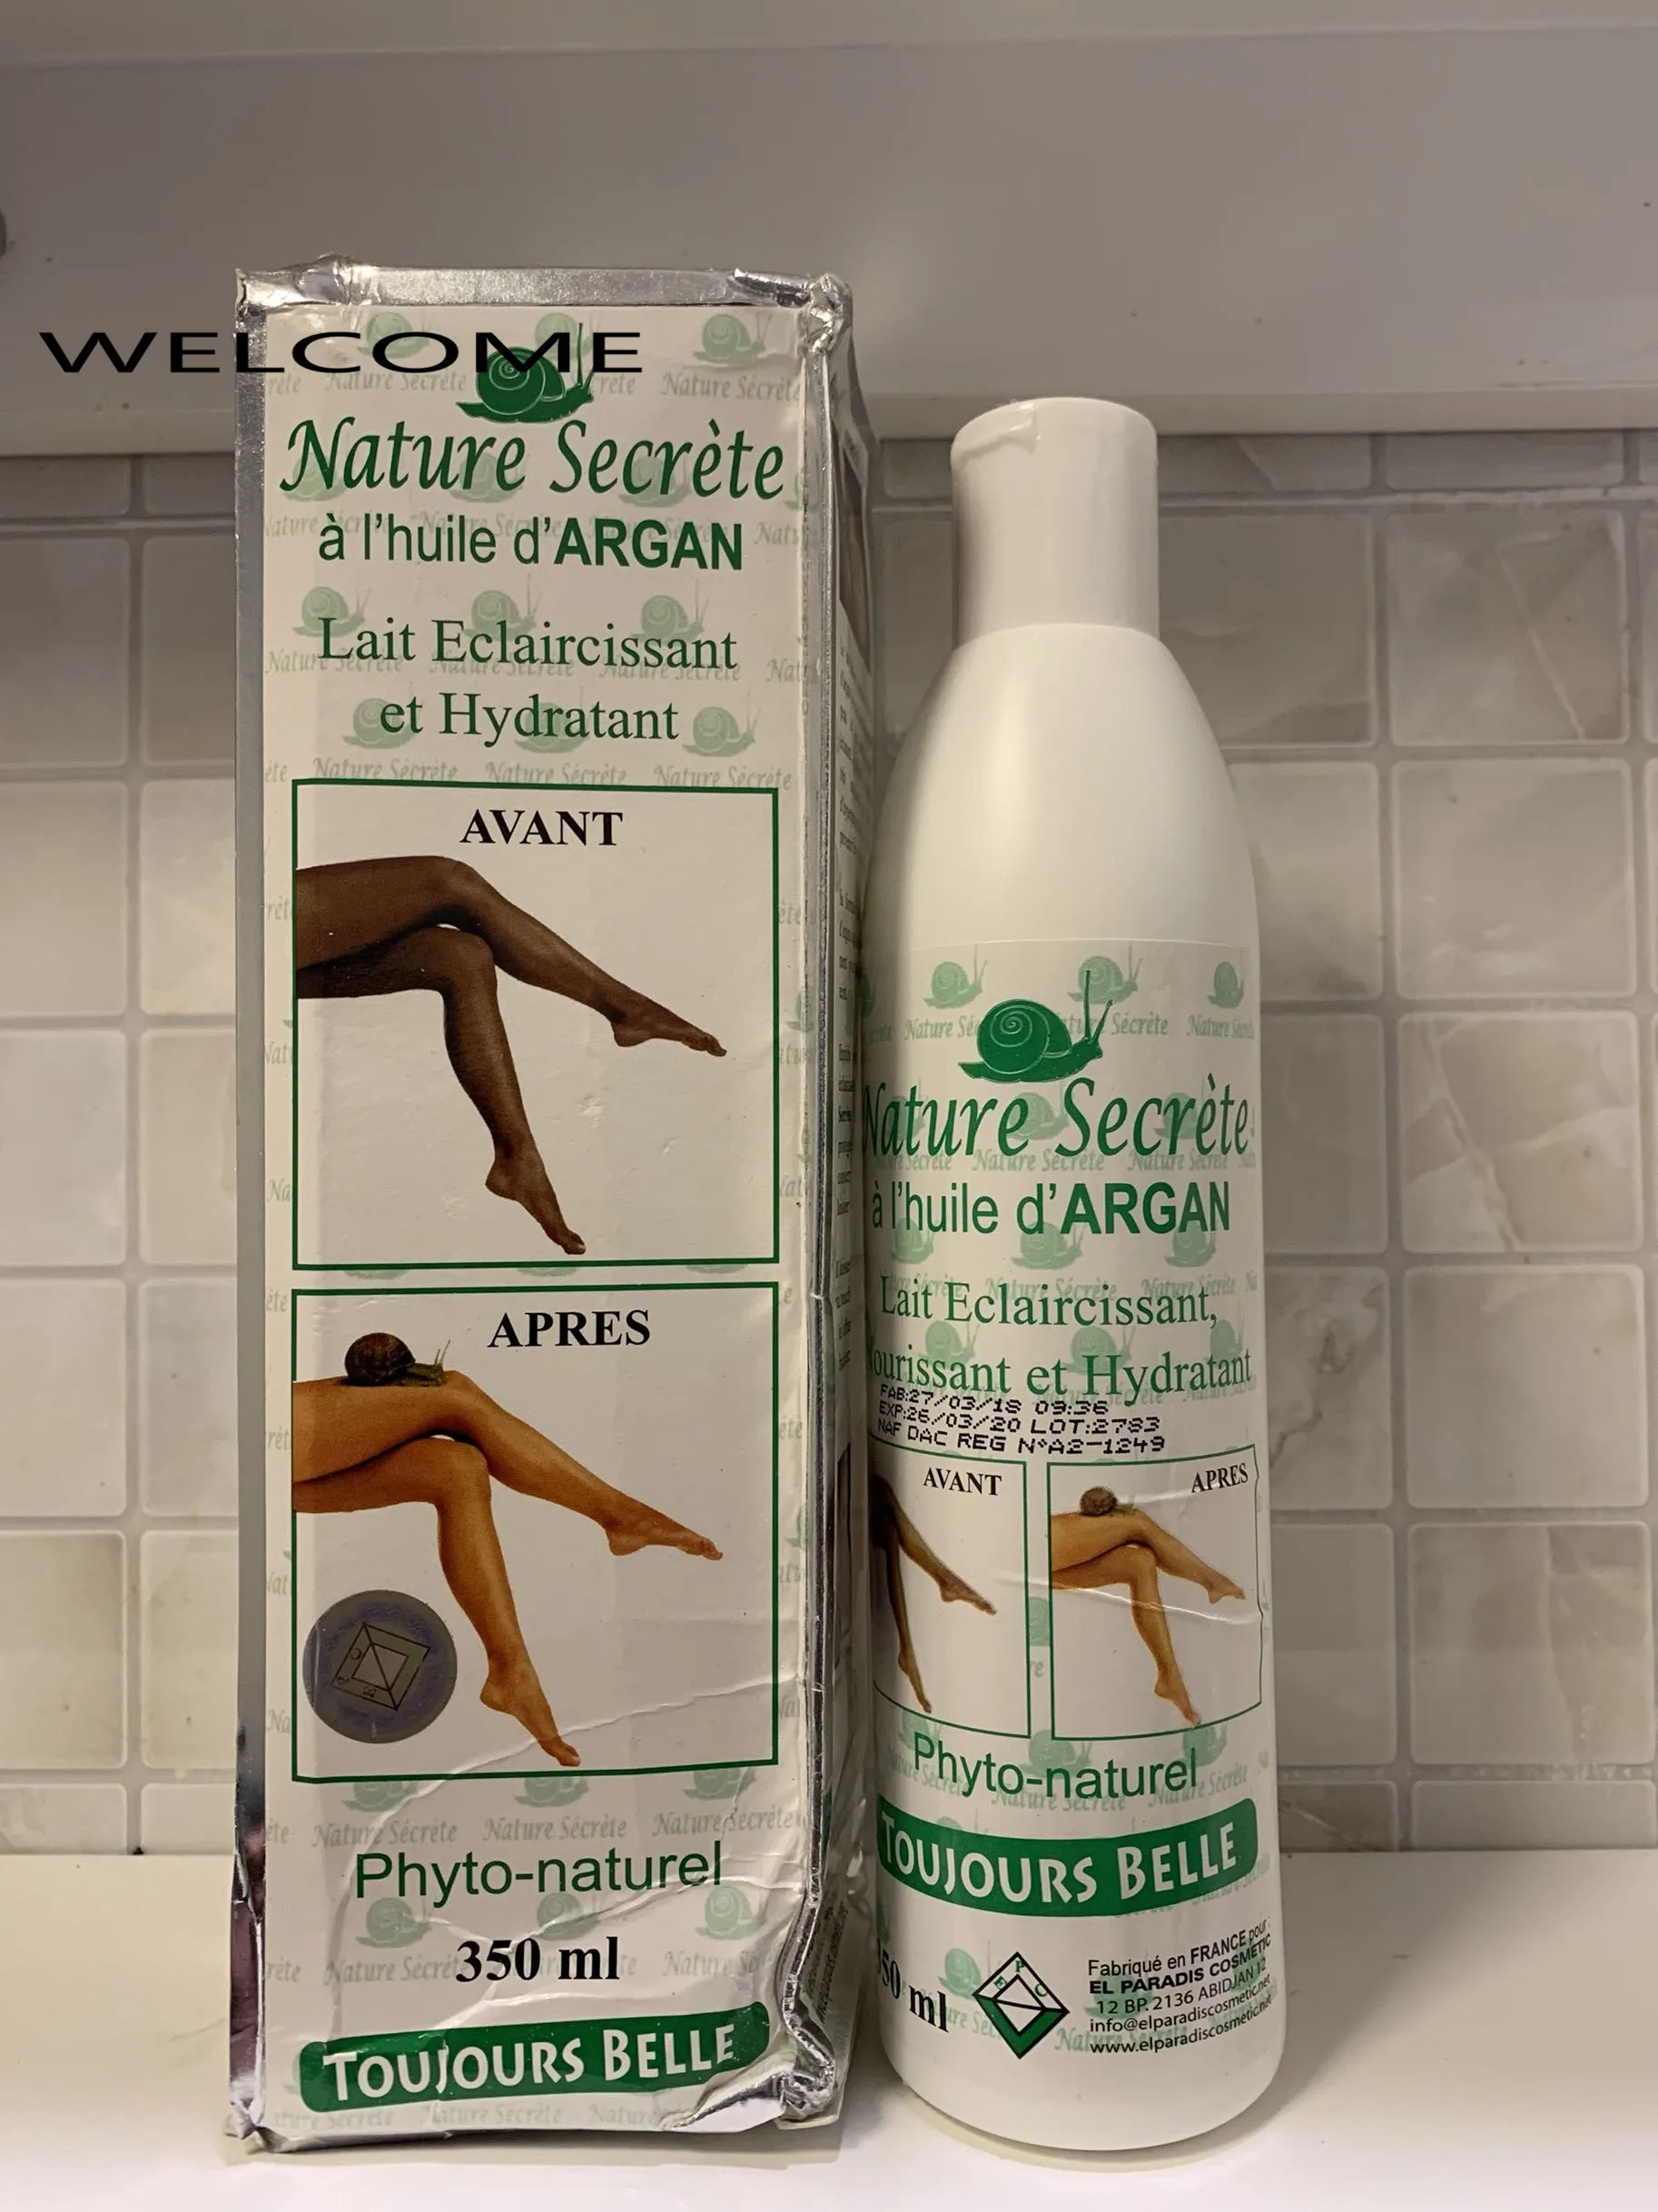 WELCOME
Nature Secrète
à l'huile d'ARGAN
Lait Eclaircissant
et Hydratant
AVANT
APRES
Phyto-naturel
350 ml
TOUJOURS BELLE
Nature Secrète
à l'huile d'ARGAN
Lait Eclaircissant,
et Hydratant
FAB:27/03/18 09:36
EXP:26/03/20 LOT:2783
NAF DAC REG N°A2-1249
AVANT
APRES
Phyto-naturel
TOUJOURS BELLE
ml
Fabriqué en FRANCE pour
EL PARADIS COSMETIC
12 BP. 2136 ABIDJAN 12
info@elparadiscosmetic.net
www.elparadiscosmetic.net